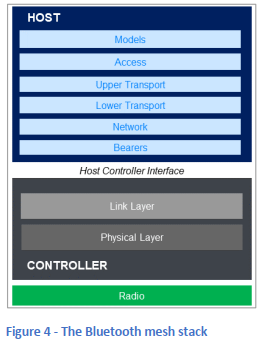 HOST
Models
Access
Upper Transport
Lower Transport
Network
Bearers
Host Controller Interface
Link Layer
Physical Layer
CONTROLLER
Radio
Figure 4 - The Bluetooth mesh stack